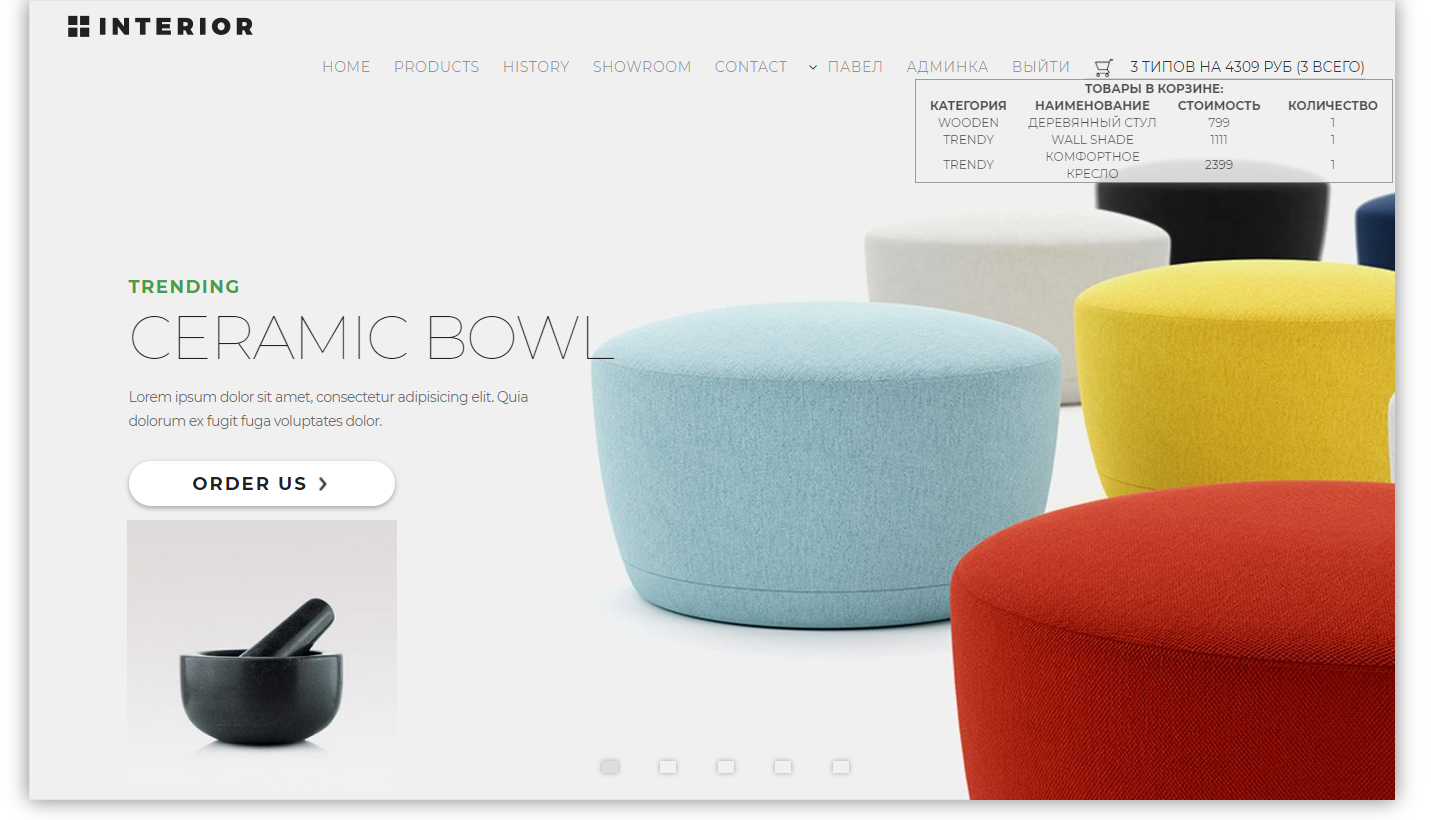 INTERIOR
HOME PRODUCTS HISTORY SHOWROOM CONTACT ПАВЕЛ АДМИНКА ВЫЙТИ 3 ТИПОВ НА 4309 РУБ (3 ВСЕГО)
ТОВАРЫ В КОРЗИНЕ:
КАТЕГОРИЯ НАИМЕНОВАНИЕ СТОИМОСТЬ КОЛИЧЕСТВО
WOODEN ДЕРЕВЯННЫЙ СТУЛ 799 1
TRENDY WALL SHADE 1111 1
TRENDY КОМФОРТНОЕ КРЕСЛО 2399 1
TRENDING
CERAMIC BOWL
Lorem ipsum dolor sit amet, consectetur adipisicing elit. Quia
dolorum ex fugit fuga voluptates dolor.
ORDER US